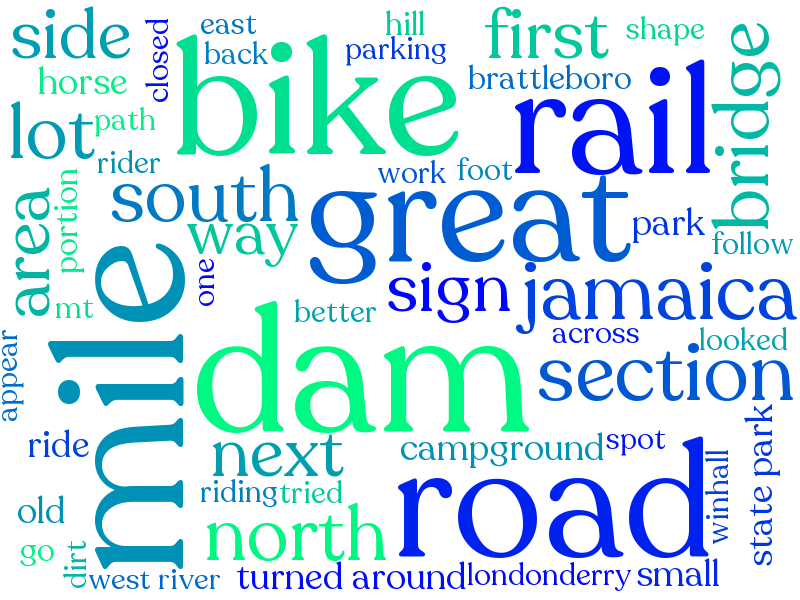 side
east
back
closed
hill
parking
first
shape
horse
bike
brattleboro
rail
bridge
lot
path
rider
work
foot
south
great
park
area
portion
way
follow
one
sign
jamaica
mt
mile
better
across
looked
appear
dam
section
ride
next
campground
spot
state park
winhall
old
riding
tried
road
go
dirt
north
west river
turned around
londonderry
small